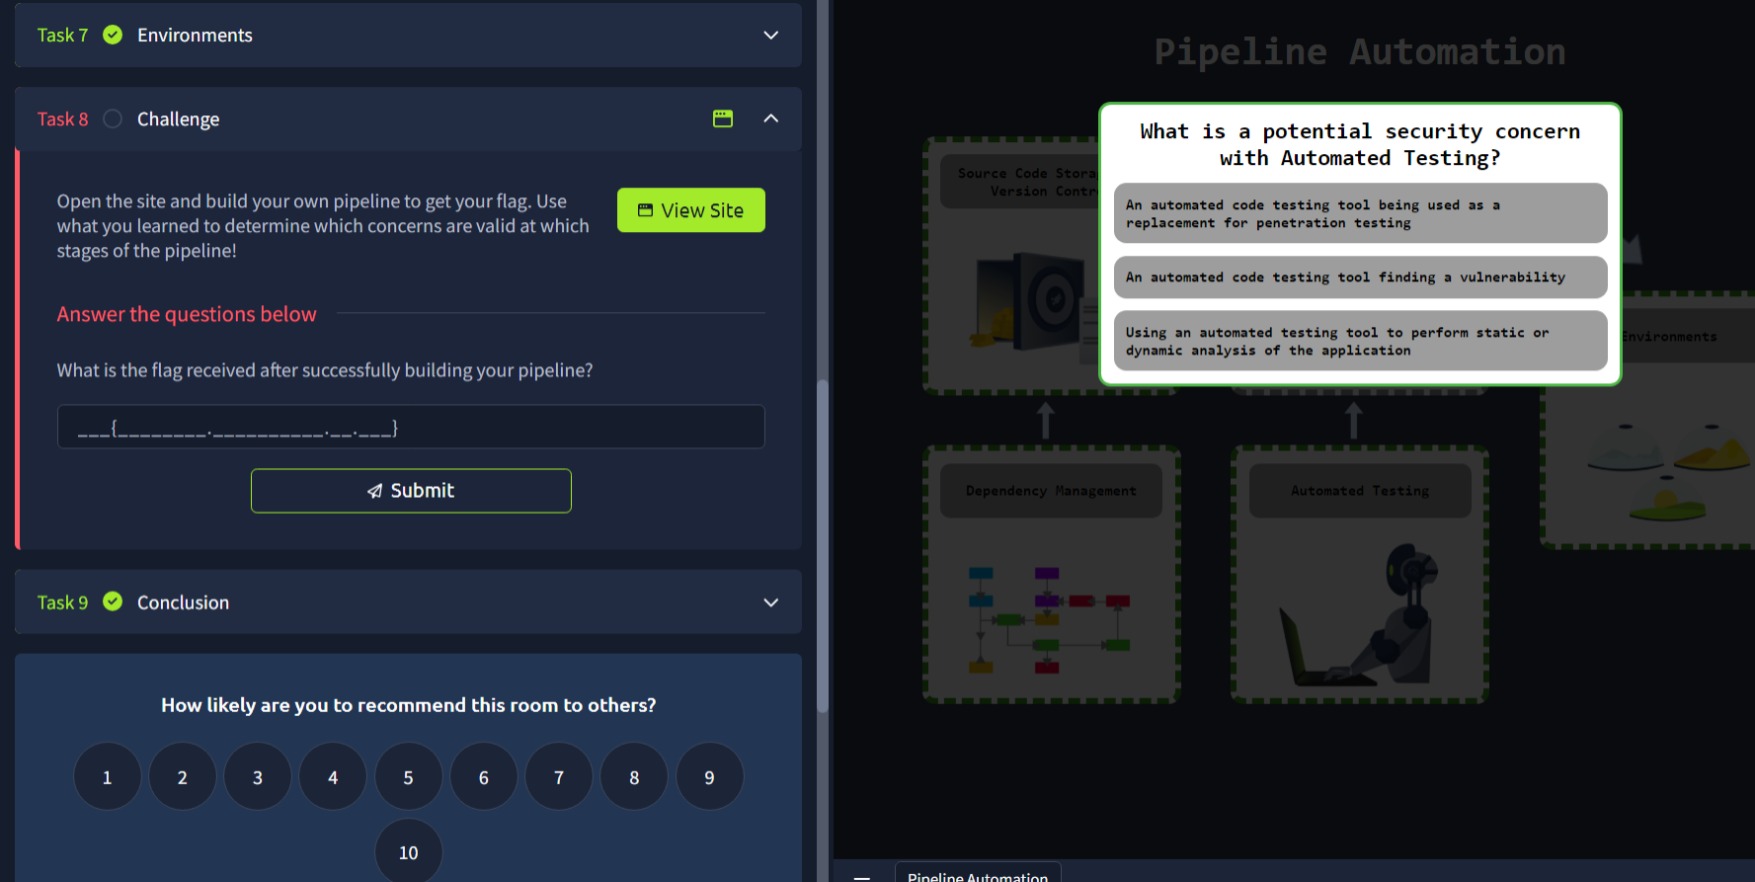 Task 7
Environments
Task 8
Challenge
Open the site and build your own pipeline to get your flag. Use
what you learned to determine which concerns are valid at which
stages of the pipeline!
View Site
Answer the questions below
What is the flag received after successfully building your pipeline?
___{________.__________.__.___}
Submit
Task 9
Conclusion
How likely are you to recommend this room to others?
1 2 3 4 5 6 7 8 9
10
Pipeline Automation
What is a potential security concern
with Automated Testing?
An automated code testing tool being used as a
replacement for penetration testing
An automated code testing tool finding a vulnerability
Using an automated testing tool to perform static or
dynamic analysis of the application
Source Code
Version
Environments
Dependency Management
Automated Testing
Pipeline Automation